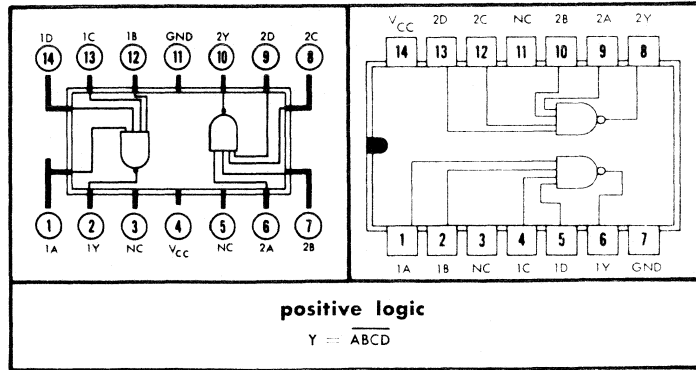 1D 1C 1B GND 2Y 2D 2C
14 13 12 11 10 9 8
1 2 3 4 5 6 7
1A 1Y NC VCC NC 2A 2B
VCC 2D 2C NC 2B 2A 2Y
14 13 12 11 10 9 8
1 2 3 4 5 6 7
1A 1B NC 1C 1D 1Y GND
positive logic
Y = A̅B̅C̅D̅